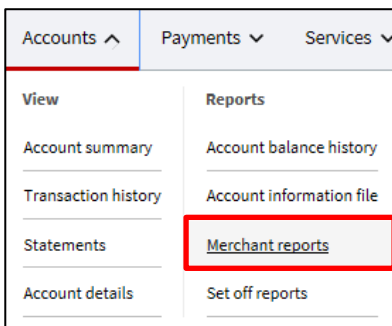 Accounts Payments Services
View Reports
Account summary Account balance history
Transaction history Account information file
Statements Merchant reports
Account details Set off reports